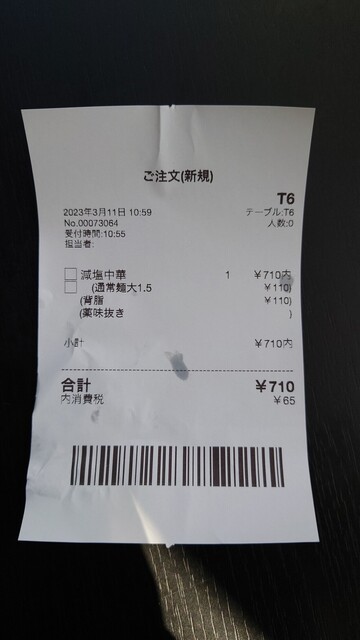 ご注文(新規)
T6
2023年3月11日 10:59 テーブル:T6
No.00073064 人数:0
受付時間:10:55
担当者:
減塩中華 1 ¥710内
(通常麺大1.5 ¥110)
(背脂 ¥110)
(薬味抜き )
小計 ¥710内
合計 ¥710
内消費税 ¥65